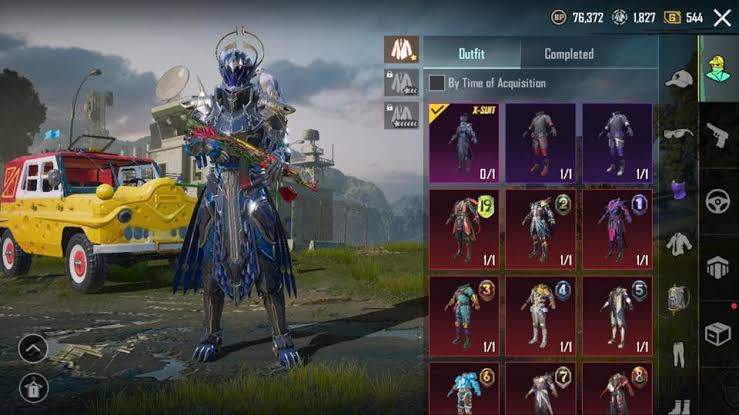 BP 76,372 1,827 G 544
Outfit Completed
By Time of Acquisition
X-SUIT
0/1 1/1 1/1
19 2 1
1/1 1/1 1/1
3 4 5
1/1 1/1 1/1
6 7 8